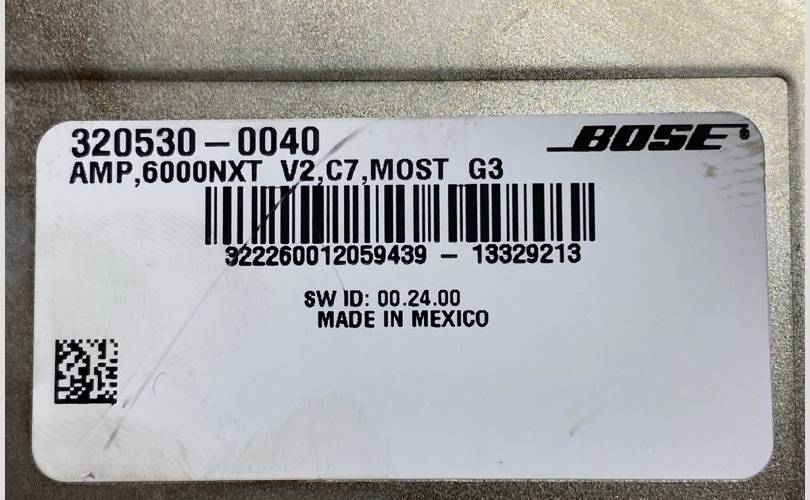 320530-0040
BOSE®
AMP,6000NXT V2,C7,MOST G3
322260012059439 - 13329213
SW ID: 00.24.00
MADE IN MEXICO